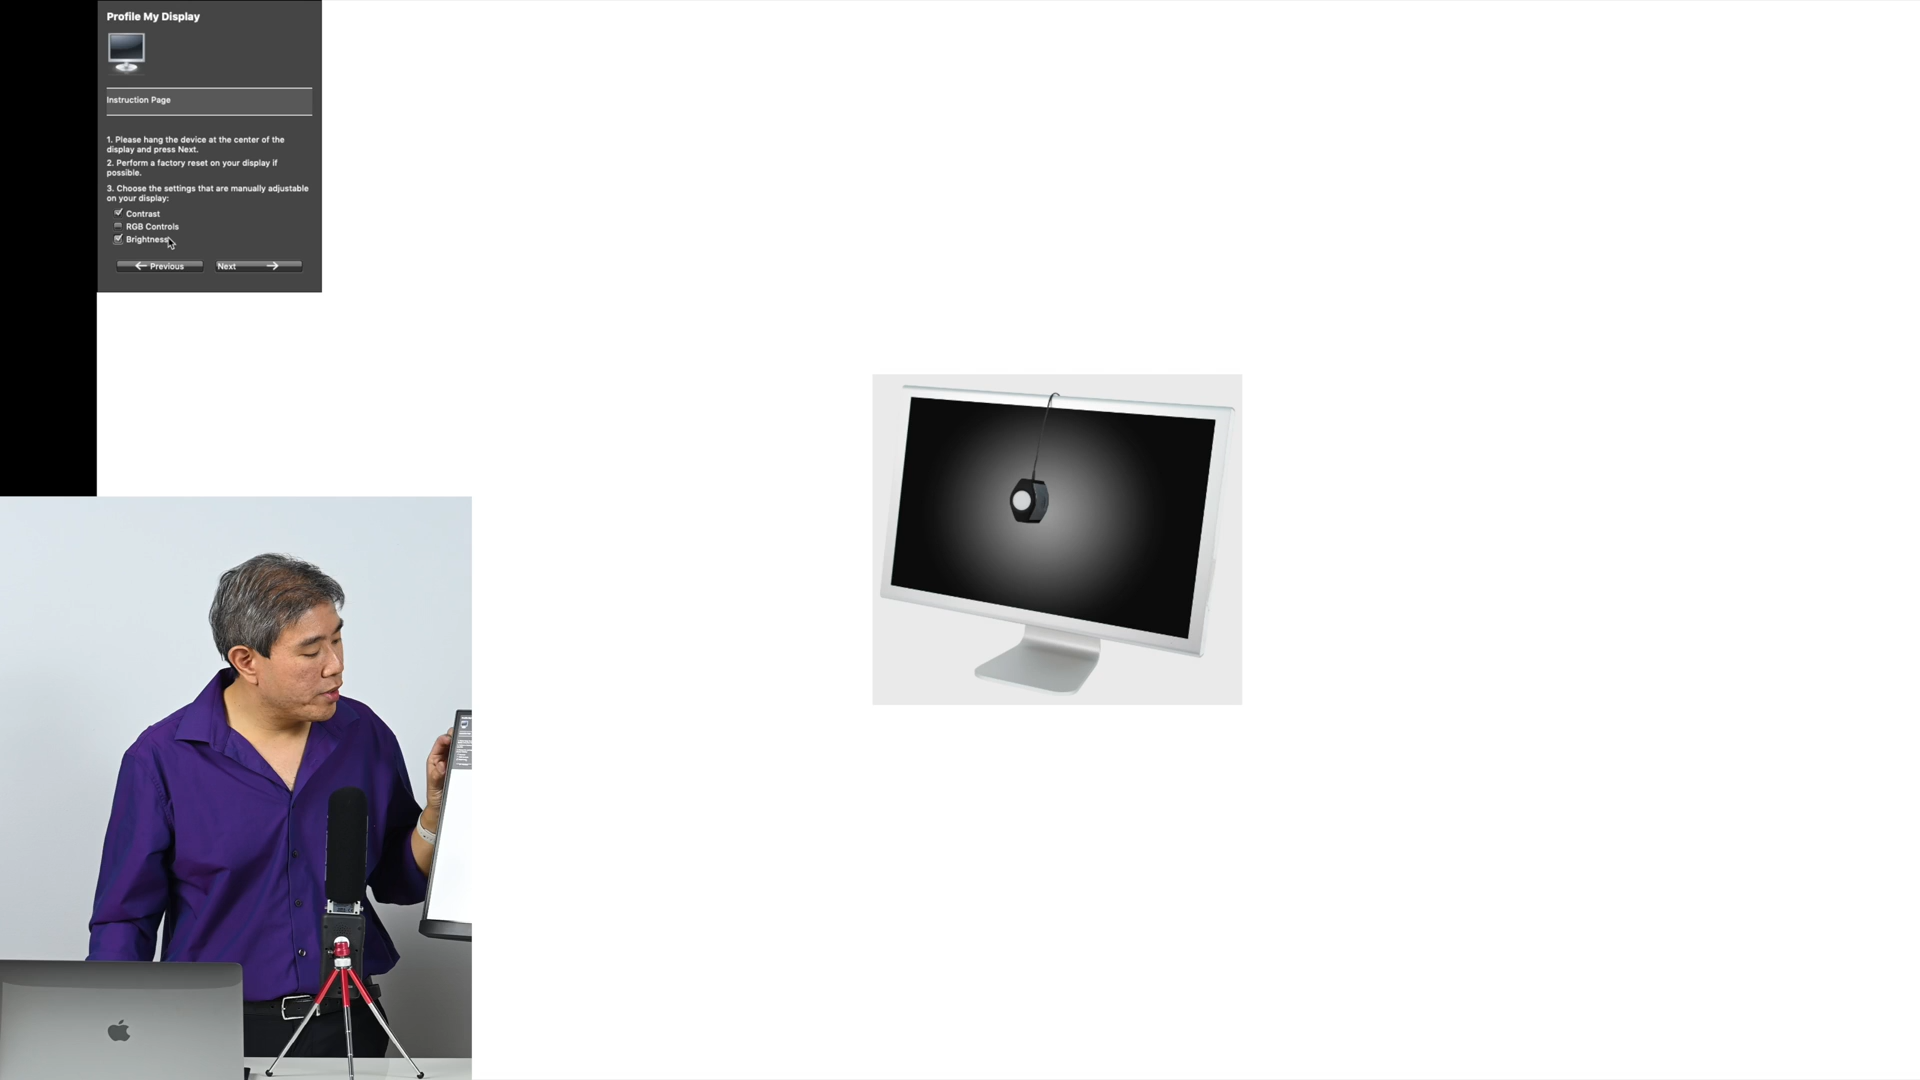 Profile My Display
Instruction Page
1. Please hang the device at the center of the
display and press Next.
2. Perform a factory reset on your display if
possible.
3. Choose the settings that are manually adjustable
on your display:
Contrast
RGB Controls
Brightness
Previous
Next